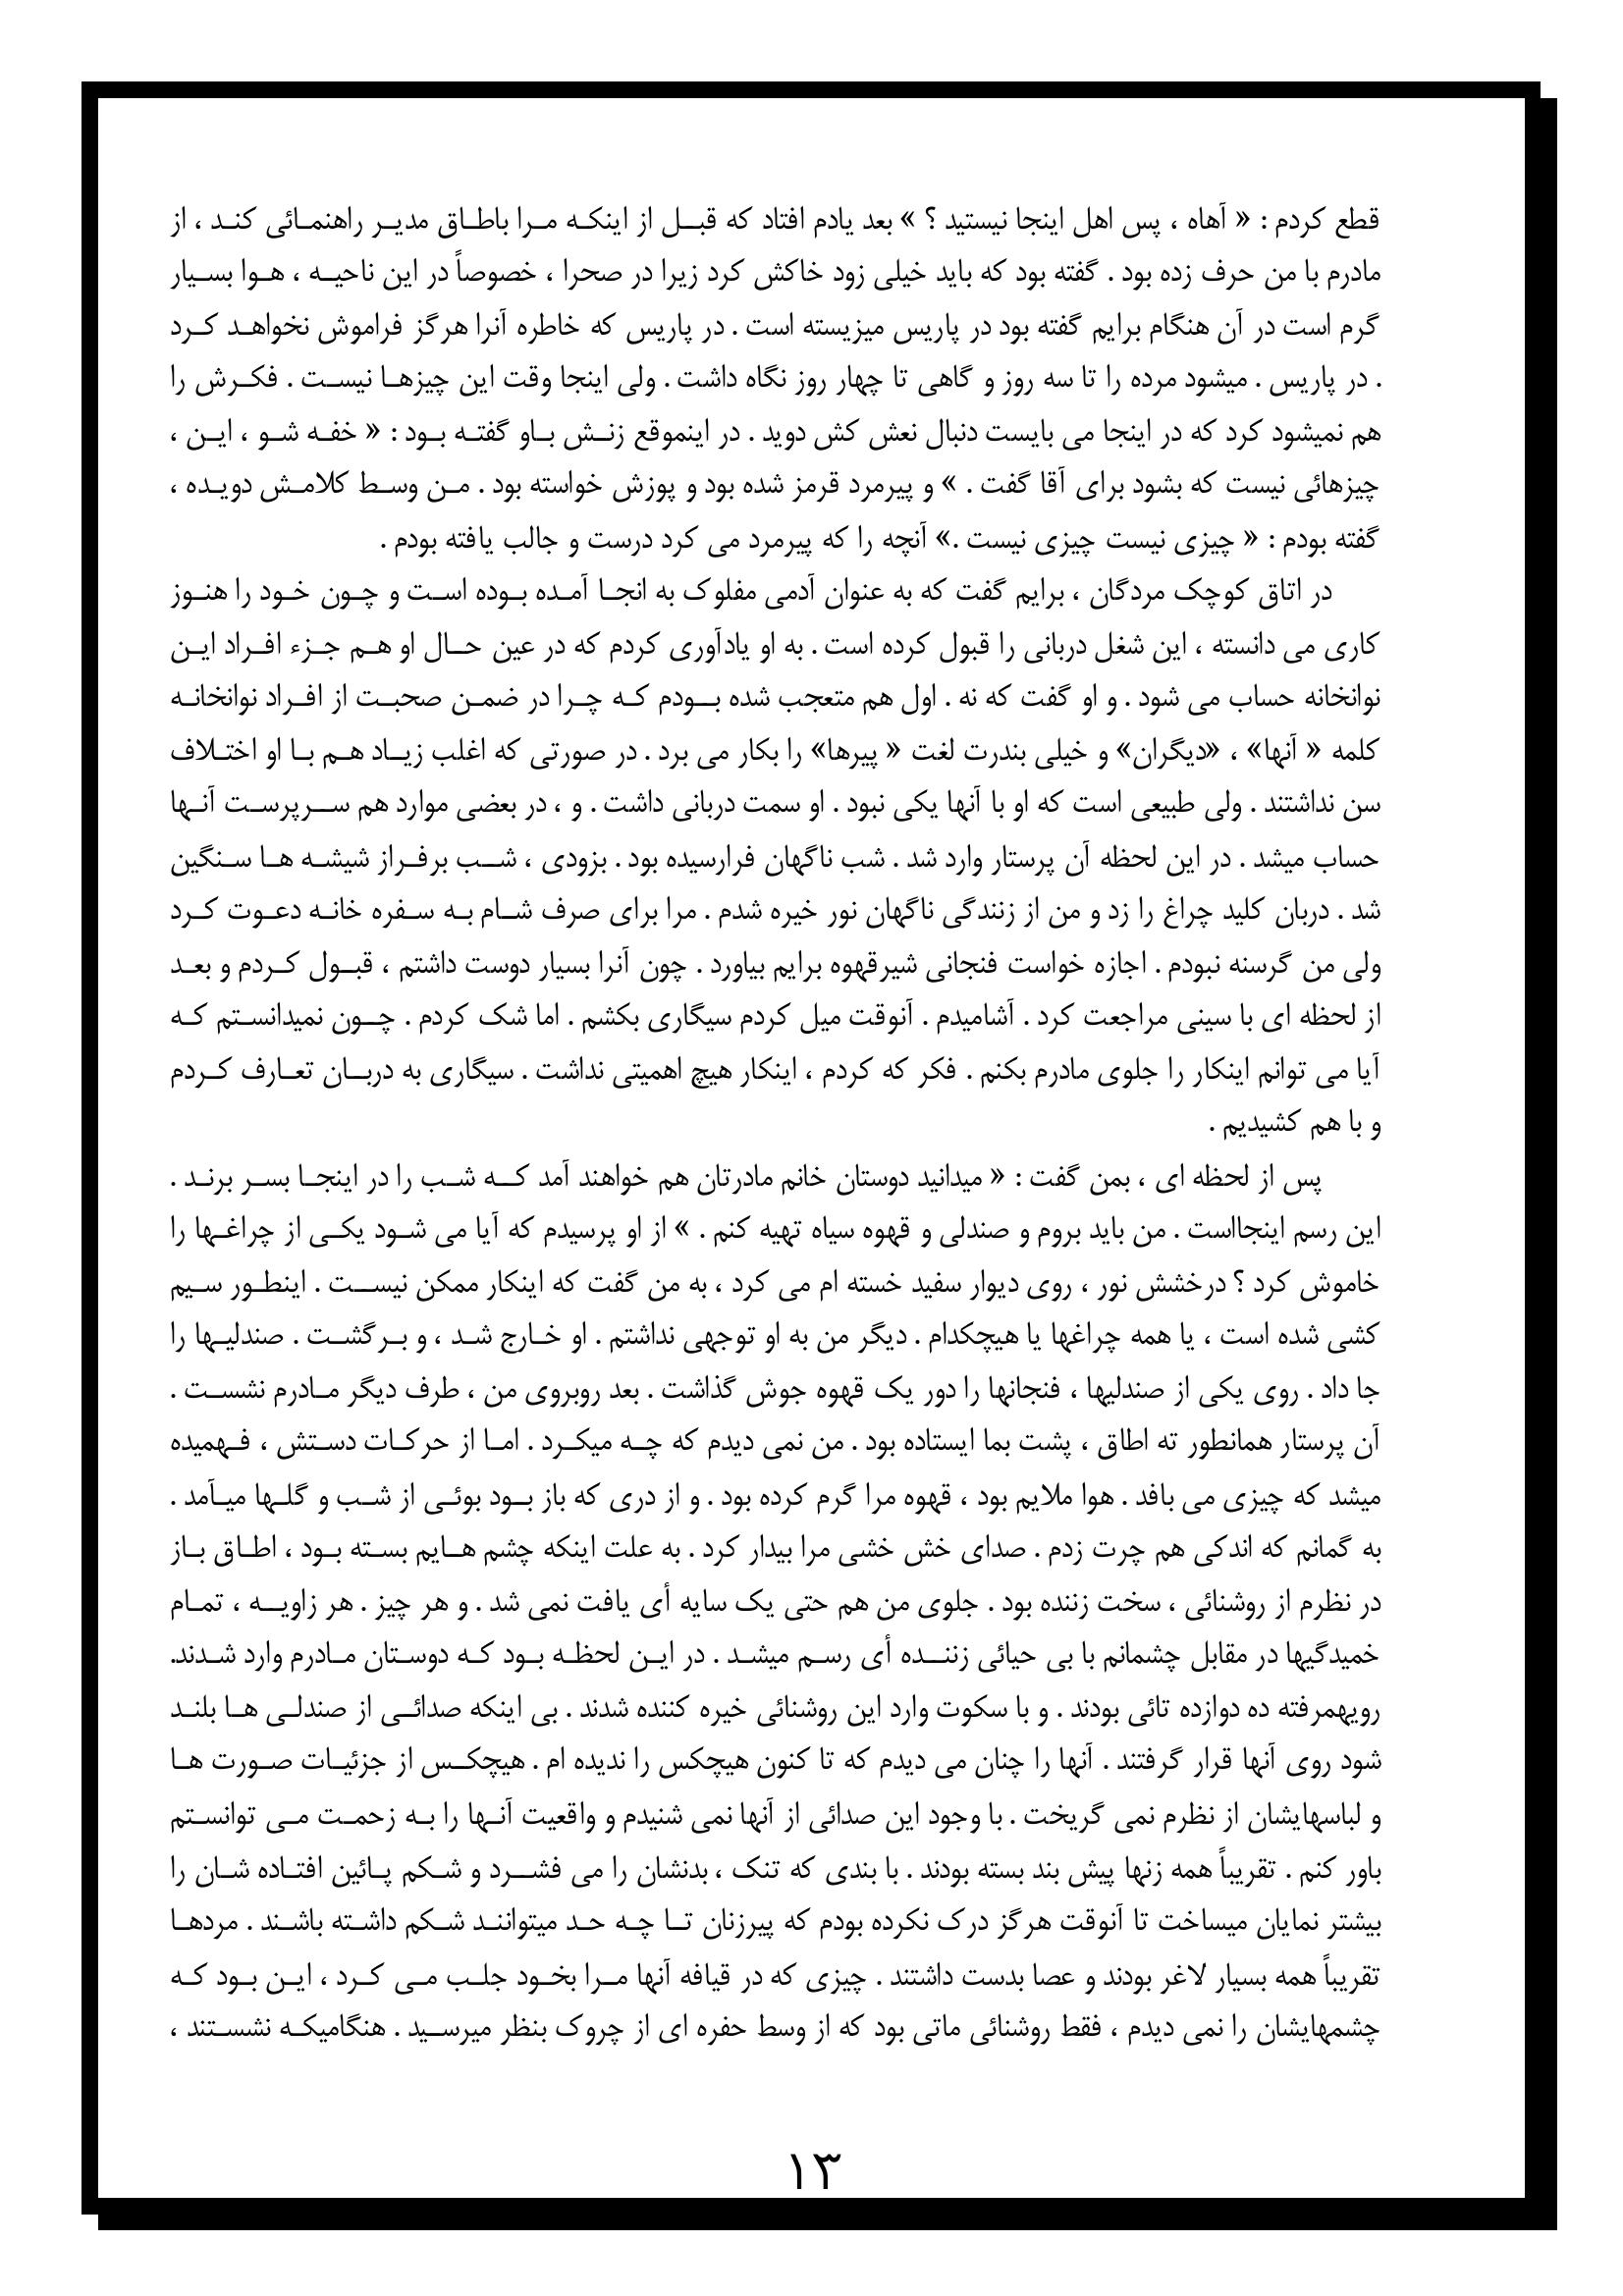 قطع کردم : « آهاه ، پس اهل اینجا نیستید ؟ » بعد یادم افتاد که قبل از اینکه مرا باطاق مدیر راهنمائی کند ، از
مادرم با من حرف زده بود . گفته بود که باید خیلی زود خاکش کرد زیرا در صحرا ، خصوصاً در این ناحیه ، هوا بسیار
گرم است در آن هنگام برایم گفته بود در پاریس میزیسته است . در پاریس که خاطره آنرا هرگز فراموش نخواهد کرد
. در پاریس . میشود مرده را تا سه روز و گاهی تا چهار روز نگاه داشت . ولی اینجا وقت این چیزها نیست . فکرش را
هم نمیشود کرد که در اینجا می بایست دنبال نعش کش دوید . در اینموقع زنش باو گفته بود : « خفه شو ، این ،
چیزهائی نیست که بشود برای آقا گفت . » و پیرمرد قرمز شده بود و پوزش خواسته بود . من وسط کلامش دویده ،
گفته بودم : « چیزی نیست چیزی نیست .» آنچه را که پیرمرد می کرد درست و جالب یافته بودم .
در اتاق کوچک مردگان ، برایم گفت که به عنوان آدمی مفلوک به انجا آمده بوده است و چون خود را هنوز
کاری می دانسته ، این شغل دربانی را قبول کرده است . به او یادآوری کردم که در عین حال او هم جزء افراد این
نوانخانه حساب می شود . و او گفت که نه . اول هم متعجب شده بودم که چرا در ضمن صحبت از افراد نوانخانه
کلمه « آنها» ، «دیگران» و خیلی بندرت لغت « پیرها» را بکار می برد . در صورتی که اغلب زیاد هم با او اختلاف
سن نداشتند . ولی طبیعی است که او با آنها یکی نبود . او سمت دربانی داشت . و ، در بعضی موارد هم سرپرست آنها
حساب میشد . در این لحظه آن پرستار وارد شد . شب ناگهان فرارسیده بود . بزودی ، شب برفراز شیشه ها سنگین
شد . دربان کلید چراغ را زد و من از زنندگی ناگهان نور خیره شدم . مرا برای صرف شام به سفره خانه دعوت کرد
ولی من گرسنه نبودم . اجازه خواست فنجانی شیرقهوه برایم بیاورد . چون آنرا بسیار دوست داشتم ، قبول کردم و بعد
از لحظه ای با سینی مراجعت کرد . آشامیدم . آنوقت میل کردم سیگاری بکشم . اما شک کردم . چون نمیدانستم که
آیا می توانم اینکار را جلوی مادرم بکنم . فکر که کردم ، اینکار هیچ اهمیتی نداشت . سیگاری به دربان تعارف کردم
و با هم کشیدیم .
پس از لحظه ای ، بمن گفت : « میدانید دوستان خانم مادرتان هم خواهند آمد که شب را در اینجا بسر برند .
این رسم اینجااست . من باید بروم و صندلی و قهوه سیاه تهیه کنم . » از او پرسیدم که آیا می شود یکی از چراغها را
خاموش کرد ؟ درخشش نور ، روی دیوار سفید خسته ام می کرد ، به من گفت که اینکار ممکن نیست . اینطور سیم
کشی شده است ، یا همه چراغها یا هیچکدام . دیگر من به او توجهی نداشتم . او خارج شد ، و برگشت . صندلیها را
جا داد . روی یکی از صندلیها ، فنجانها را دور یک قهوه جوش گذاشت . بعد روبروی من ، طرف دیگر مادرم نشست .
آن پرستار همانطور ته اطاق ، پشت بما ایستاده بود . من نمی دیدم که چه میکرد . اما از حرکات دستش ، فهمیده
میشد که چیزی می بافد . هوا ملایم بود ، قهوه مرا گرم کرده بود . و از دری که باز بود بوئی از شب و گلها میآمد .
به گمانم که اندکی هم چرت زدم . صدای خش خشی مرا بیدار کرد . به علت اینکه چشم هایم بسته بود ، اطاق باز
در نظرم از روشنائی ، سخت زننده بود . جلوی من هم حتی یک سایه أی یافت نمی شد . و هر چیز . هر زاویه ، تمام
خمیدگیها در مقابل چشمانم با بی حیائی زننده أی رسم میشد . در این لحظه بود که دوستان مادرم وارد شدند.
رویهمرفته ده دوازده تائی بودند . و با سکوت وارد این روشنائی خیره کننده شدند . بی اینکه صدائی از صندلی ها بلند
شود روی آنها قرار گرفتند . آنها را چنان می دیدم که تا کنون هیچکس را ندیده ام . هیچکس از جزئیات صورت ها
و لباسهایشان از نظرم نمی گریخت . با وجود این صدائی از آنها نمی شنیدم و واقعیت آنها را به زحمت می توانستم
باور کنم . تقریباً همه زنها پیش بند بسته بودند . با بندی که تنک ، بدنشان را می فشرد و شکم پائین افتاده شان را
بیشتر نمایان میساخت تا آنوقت هرگز درک نکرده بودم که پیرزنان تا چه حد میتوانند شکم داشته باشند . مردها
تقریباً همه بسیار لاغر بودند و عصا بدست داشتند . چیزی که در قیافه آنها مرا بخود جلب می کرد ، این بود که
چشمهایشان را نمی دیدم ، فقط روشنائی ماتی بود که از وسط حفره ای از چروک بنظر میرسید . هنگامیکه نشستند ،
۱۳